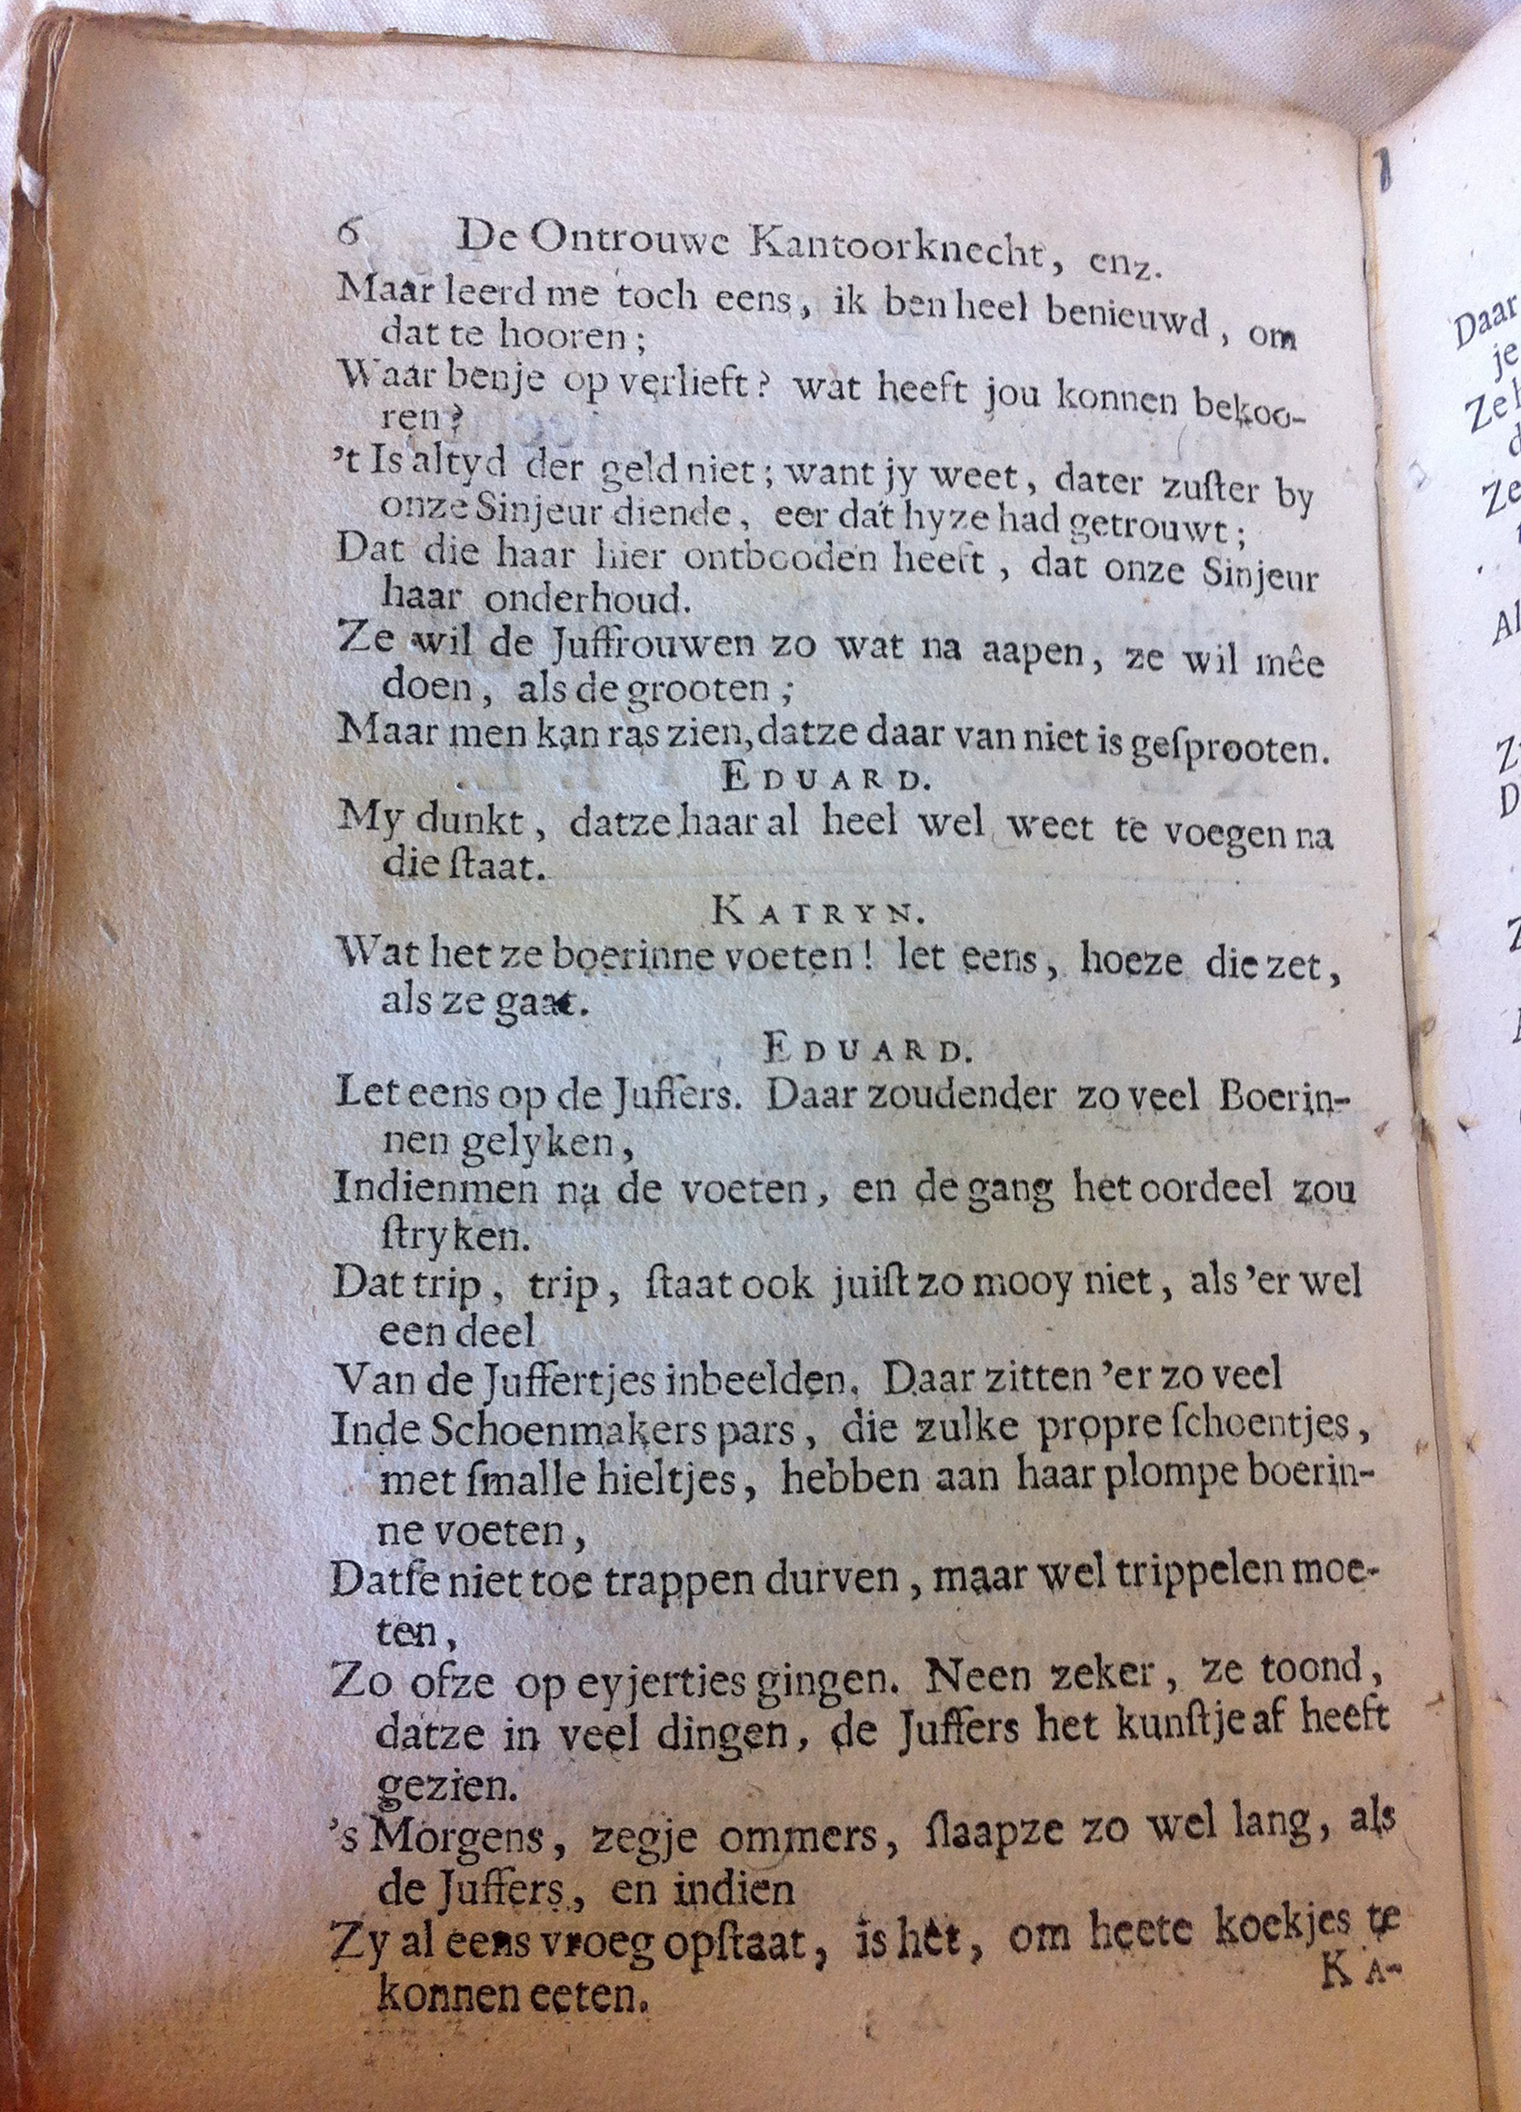 6 De Ontrouwe Kantoorknecht, enz.
Maar leerd me toch eens, ik ben heel benieuwd, om
dat te hooren;
Waar benje op verlieft? wat heeft jou konnen bekoo-
ren?
't Is altyd der geld niet; want jy weet, dater zuſter by
onze Sinjeur diende, eer dat hyze had getrouwt;
Dat die haar hier ontbooden heeft, dat onze Sinjeur
haar onderhoud.
Ze wil de Juffrouwen zo wat na aapen, ze wil mêe
doen, als de grooten;
Maar men kan ras zien, datze daar van niet is geſprooten.
EDUARD.
My dunkt, datze haar al heel wel weet te voegen na
die ſtaat.
KATRYN.
Wat het ze boerinne voeten! let eens, hoeze die zet,
als ze gaat.
EDUARD.
Let eens op de Juffers. Daar zoudender zo veel Boerin-
nen gelyken,
Indienmen na de voeten, en de gang het oordeel zou
ſtryken.
Dat trip, trip, ſtaat ook juiſt zo mooy niet, als 'er wel
een deel
Van de Juffertjes inbeelden. Daar zitten 'er zo veel
Inde Schoenmakers pars, die zulke propre ſchoentjes,
met ſmalle hieltjes, hebben aan haar plompe boerin-
ne voeten,
Datſe niet toe trappen durven, maar wel trippelen moe-
ten,
Zo ofze op eyjertjes gingen. Neen zeker, ze toond,
datze in veel dingen, de Juffers het kunſtje af heeft
gezien.
's Morgens, zegje ommers, ſlaapze zo wel lang, als
de Juffers, en indien
Zy al eens vroeg opſtaat, is hèt, om heete koekjes te
konnen eeten.
KA-
Daar
je
Ze
Ze
Al
D